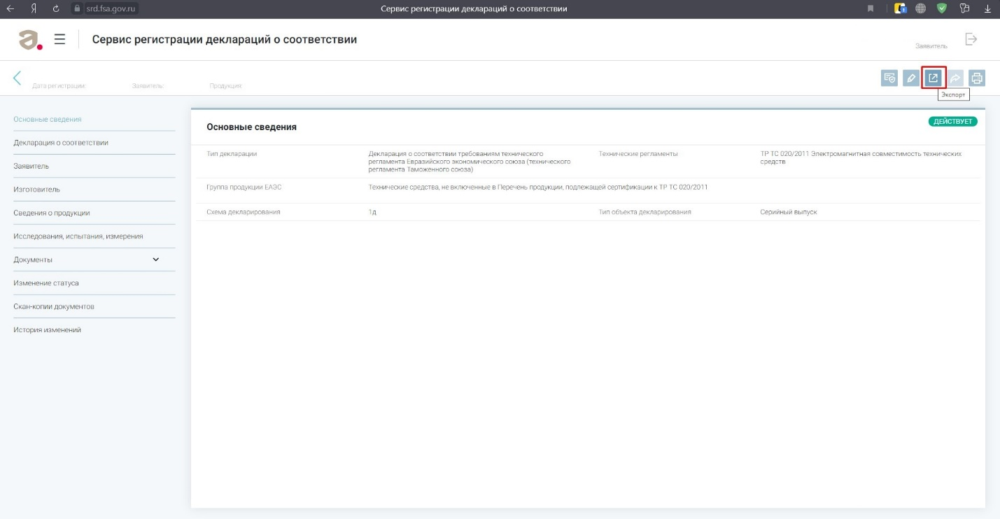 srd.fsa.gov.ru
Сервис регистрации деклараций о соответствии
Сервис регистрации деклараций о соответствии
Заявитель
Дата регистрации:
Заявитель:
Продукция:
Экспорт
Основные сведения
Декларация о соответствии
Заявитель
Изготовитель
Сведения о продукции
Исследования, испытания, измерения
Документы
Изменение статуса
Скан-копии документов
История изменений
Основные сведения
ДЕЙСТВУЕТ
Тип декларации
Декларация о соответствии требованиям технического
регламента Евразийского экономического союза (технического
регламента Таможенного союза)
Технические регламенты
ТР ТС 020/2011 Электромагнитная совместимость технических
средств
Группа продукции ЕАЭС
Технические средства, не включенные в Перечень продукции, подлежащей сертификации к ТР ТС 020/2011
Схема декларирования
1д
Тип объекта декларирования
Серийный выпуск